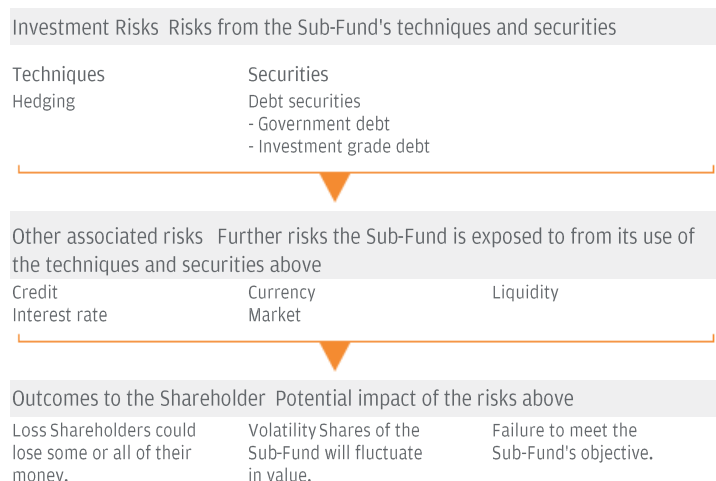 Investment Risks Risks from the Sub-Fund's techniques and securities
Techniques
Hedging
Securities
Debt securities
- Government debt
- Investment grade debt
Other associated risks Further risks the Sub-Fund is exposed to from its use of
the techniques and securities above
Credit
Interest rate
Currency
Market
Liquidity
Outcomes to the Shareholder Potential impact of the risks above
Loss Shareholders could
lose some or all of their
money.
Volatility Shares of the
Sub-Fund will fluctuate
in value.
Failure to meet the
Sub-Fund's objective.